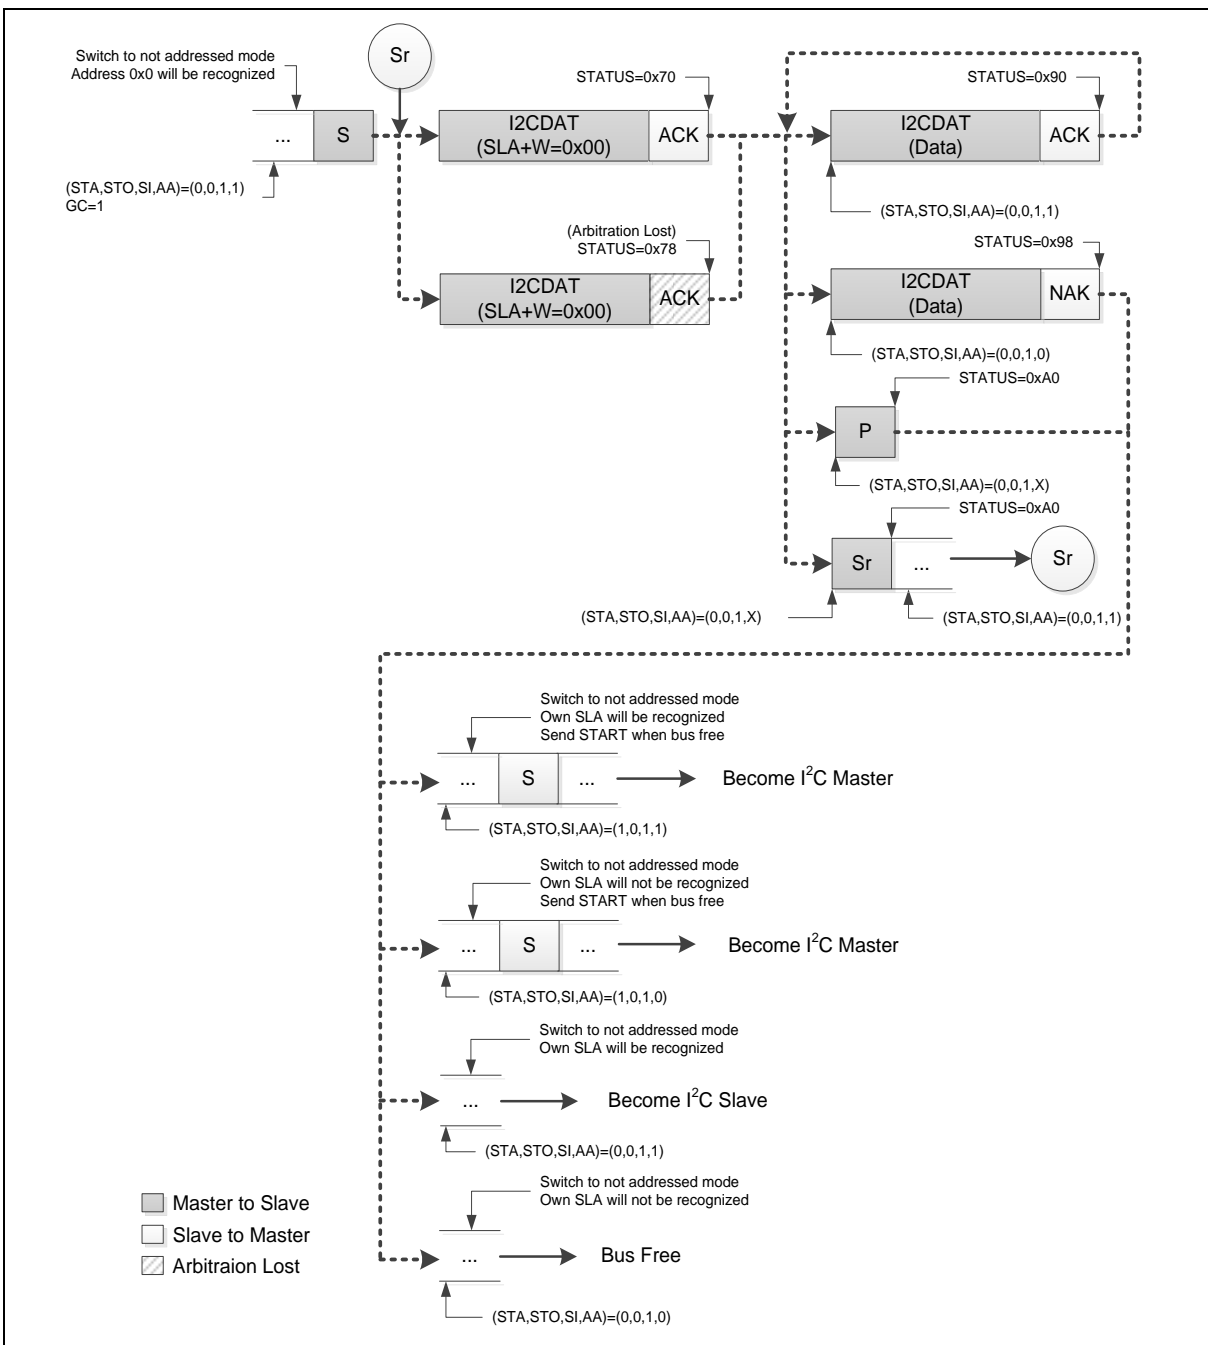 Switch to not addressed mode
Address 0x0 will be recognized
Sr
STATUS=0x70
STATUS=0x90
...
S
I2CDAT
(SLA+W=0x00)
ACK
I2CDAT
(Data)
ACK
(STA,STO,SI,AA)=(0,0,1,1)
GC=1
(STA,STO,SI,AA)=(0,0,1,1)
(Arbitration Lost)
STATUS=0x78
STATUS=0x98
I2CDAT
(SLA+W=0x00)
ACK
I2CDAT
(Data)
NAK
(STA,STO,SI,AA)=(0,0,1,0)
STATUS=0xA0
P
(STA,STO,SI,AA)=(0,0,1,X)
STATUS=0xA0
Sr
...
Sr
(STA,STO,SI,AA)=(0,0,1,X)
(STA,STO,SI,AA)=(0,0,1,1)
Switch to not addressed mode
Own SLA will be recognized
Send START when bus free
...
S
...
Become I²C Master
(STA,STO,SI,AA)=(1,0,1,1)
Switch to not addressed mode
Own SLA will not be recognized
Send START when bus free
...
S
...
Become I²C Master
(STA,STO,SI,AA)=(1,0,1,0)
Switch to not addressed mode
Own SLA will be recognized
...
Become I²C Slave
(STA,STO,SI,AA)=(0,0,1,1)
Switch to not addressed mode
Own SLA will not be recognized
...
Bus Free
(STA,STO,SI,AA)=(0,0,1,0)
Master to Slave
Slave to Master
Arbitraion Lost